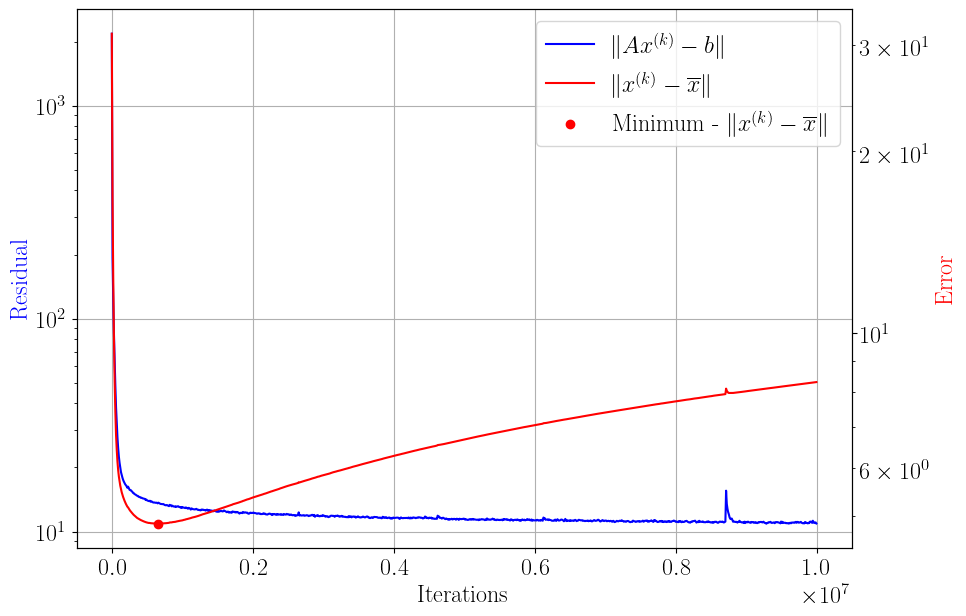 ‖Ax^(k) − b‖
‖x^(k) − x̅‖
Minimum - ‖x^(k) − x̅‖
Residual
10^3
10^2
10^1
3 × 10^1
2 × 10^1
10^1
6 × 10^0
Error
0.0 0.2 0.4 0.6 0.8 1.0
×10^7
Iterations